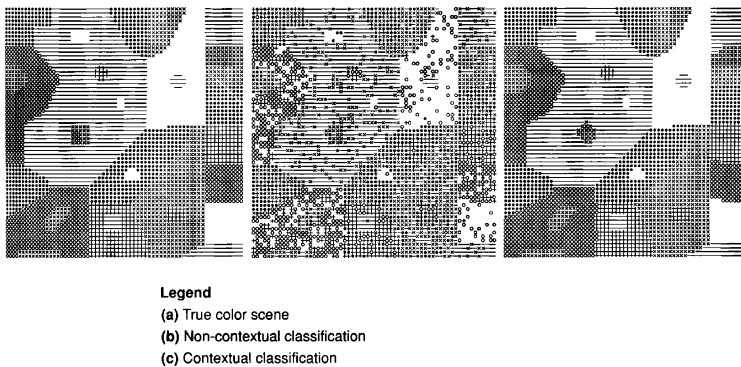 Legend
(a) True color scene
(b) Non-contextual classification
(c) Contextual classification